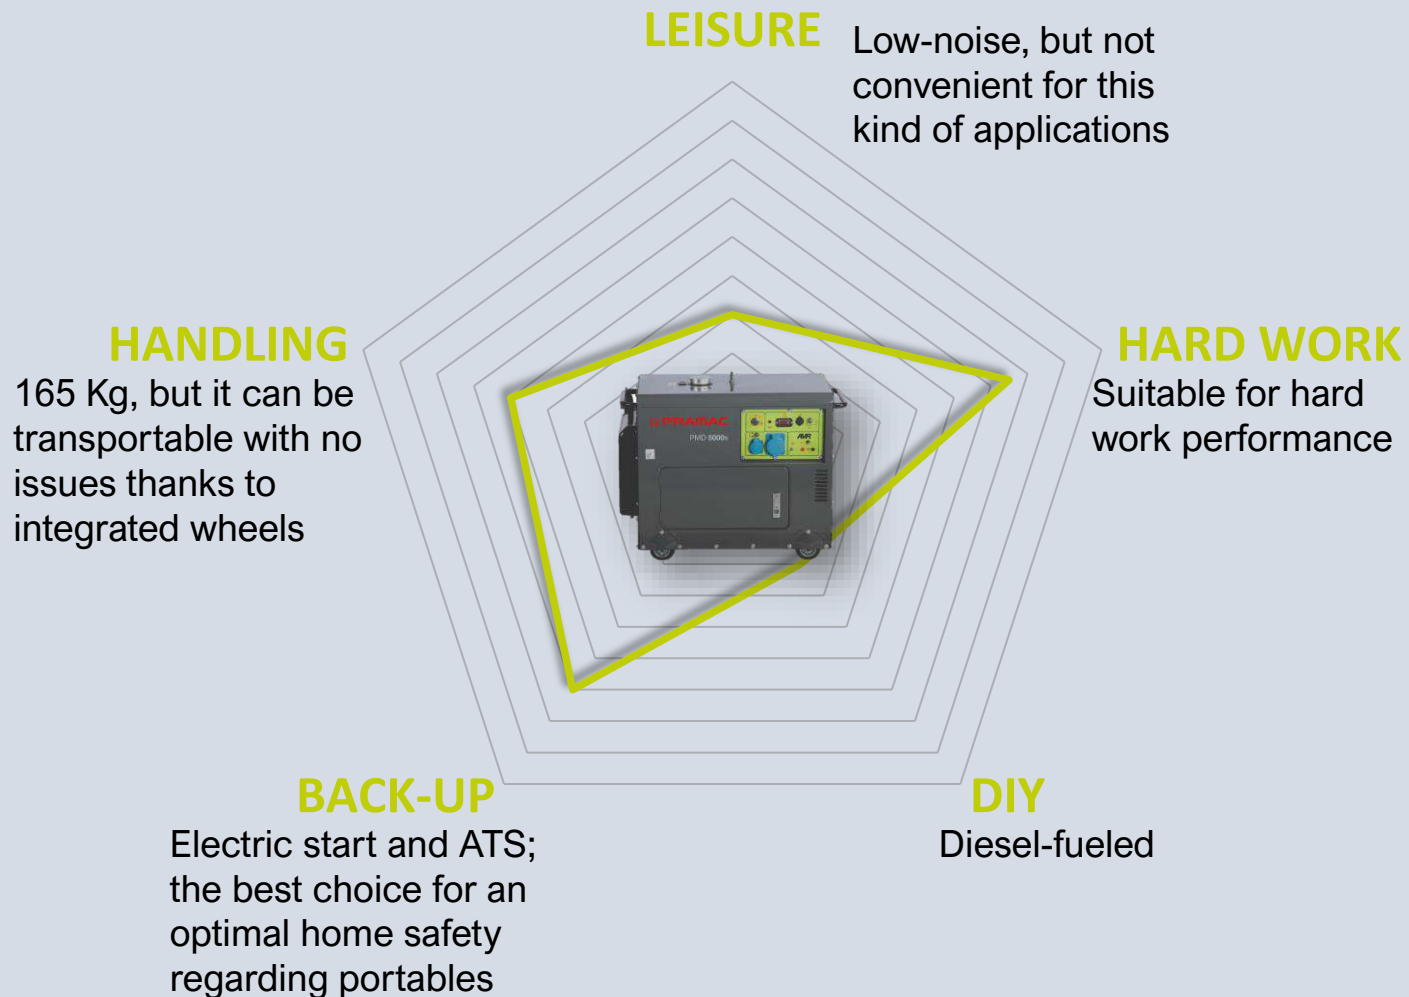 LEISURE
Low-noise, but not
convenient for this
kind of applications
HANDLING
165 Kg, but it can be
transportable with no
issues thanks to
integrated wheels
HARD WORK
Suitable for hard
work performance
PRAMAC
PMD 5000s
AVR
BACK-UP
Electric start and ATS;
the best choice for an
optimal home safety
regarding portables
DIY
Diesel-fueled